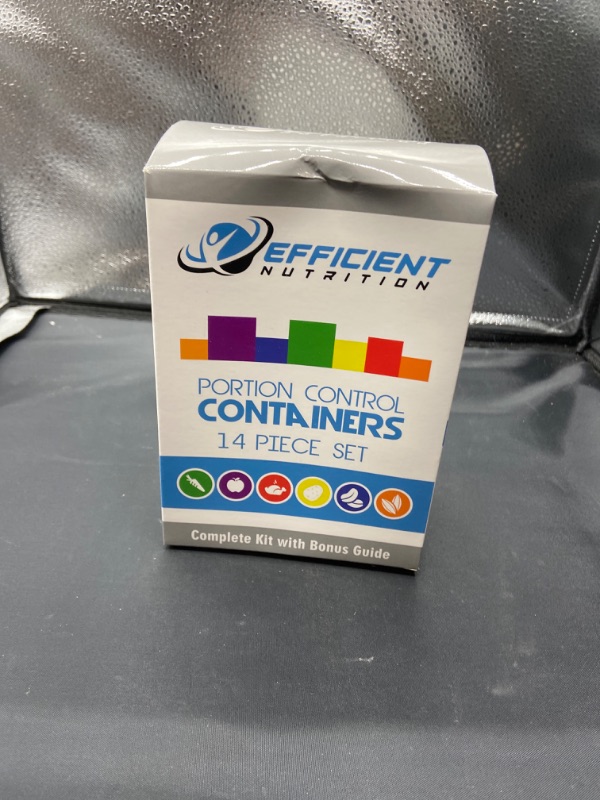 EFFICIENT
NUTRITION
PORTION CONTROL
CONTAINERS
14 PIECE SET
Complete Kit with Bonus Guide